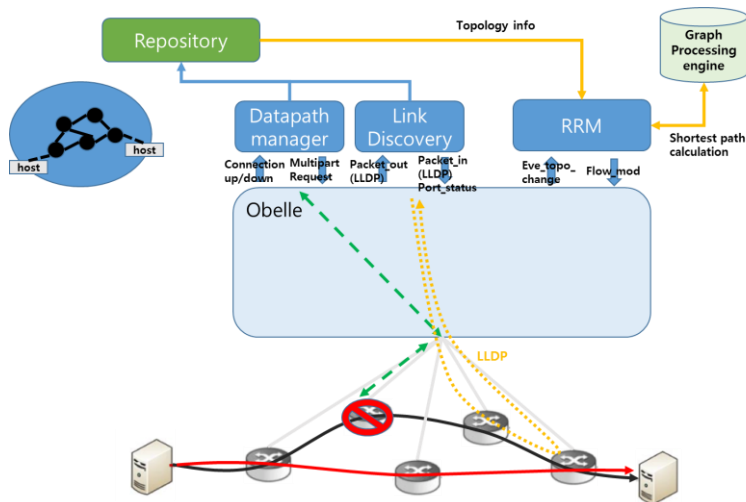 Topology info
Repository
Graph
Processing
engine
Datapath
manager
Link
Discovery
RRM
Shortest path
calculation
host
host
Connection
up/down
Multipart
Request
Packet_out
(LLDP)
Packet_in
(LLDP)
Port_status
Eve_topo_
change
Flow_mod
Obelle
LLDP